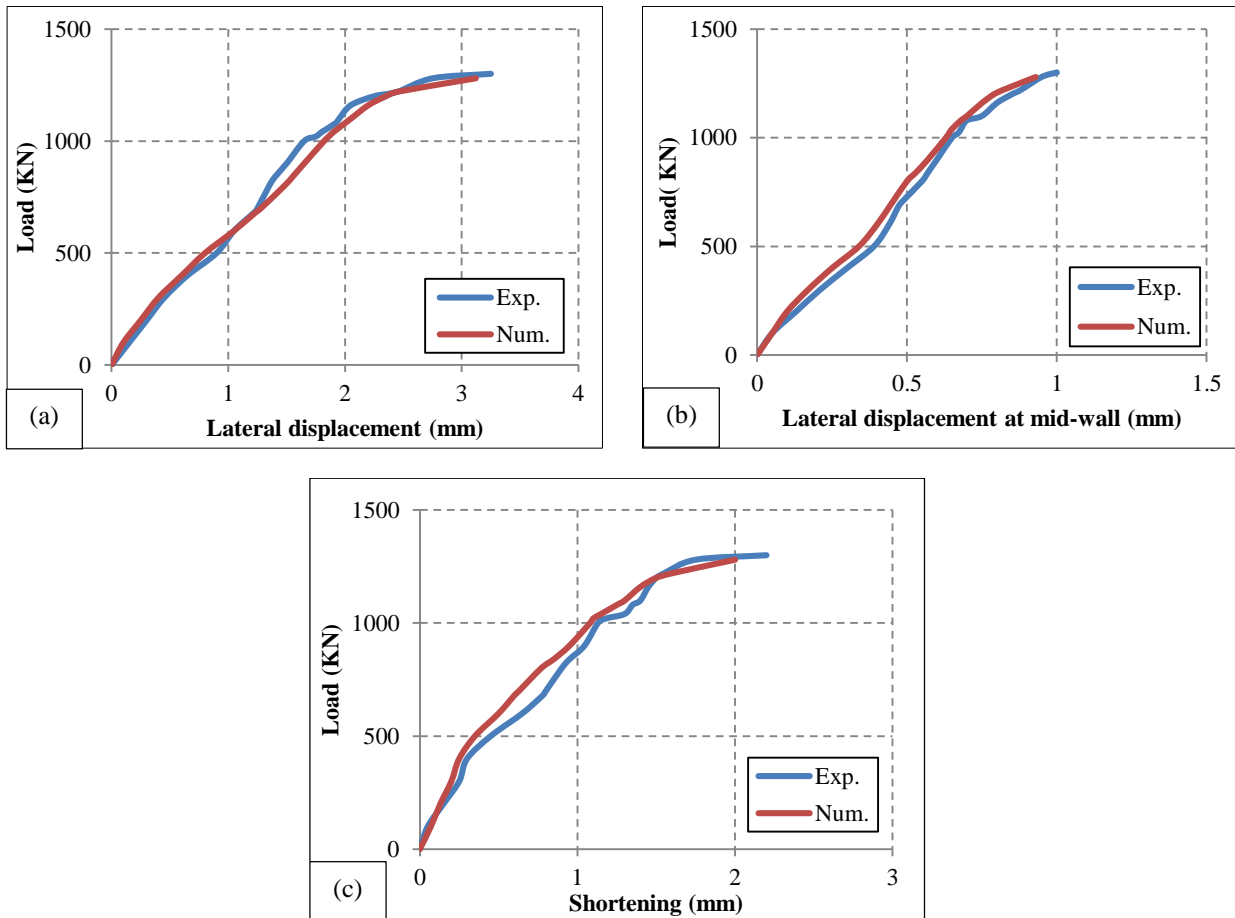 1500
1000
500
0
Load (KN)
Exp.
Num.
0 1 2 3 4
Lateral displacement (mm)
(a)
1500
1000
500
0
Load( KN)
Exp.
Num.
0 0.5 1 1.5
Lateral displacement at mid-wall (mm)
(b)
1500
1000
500
0
Load (KN)
Exp.
Num.
0 1 2 3
Shortening (mm)
(c)